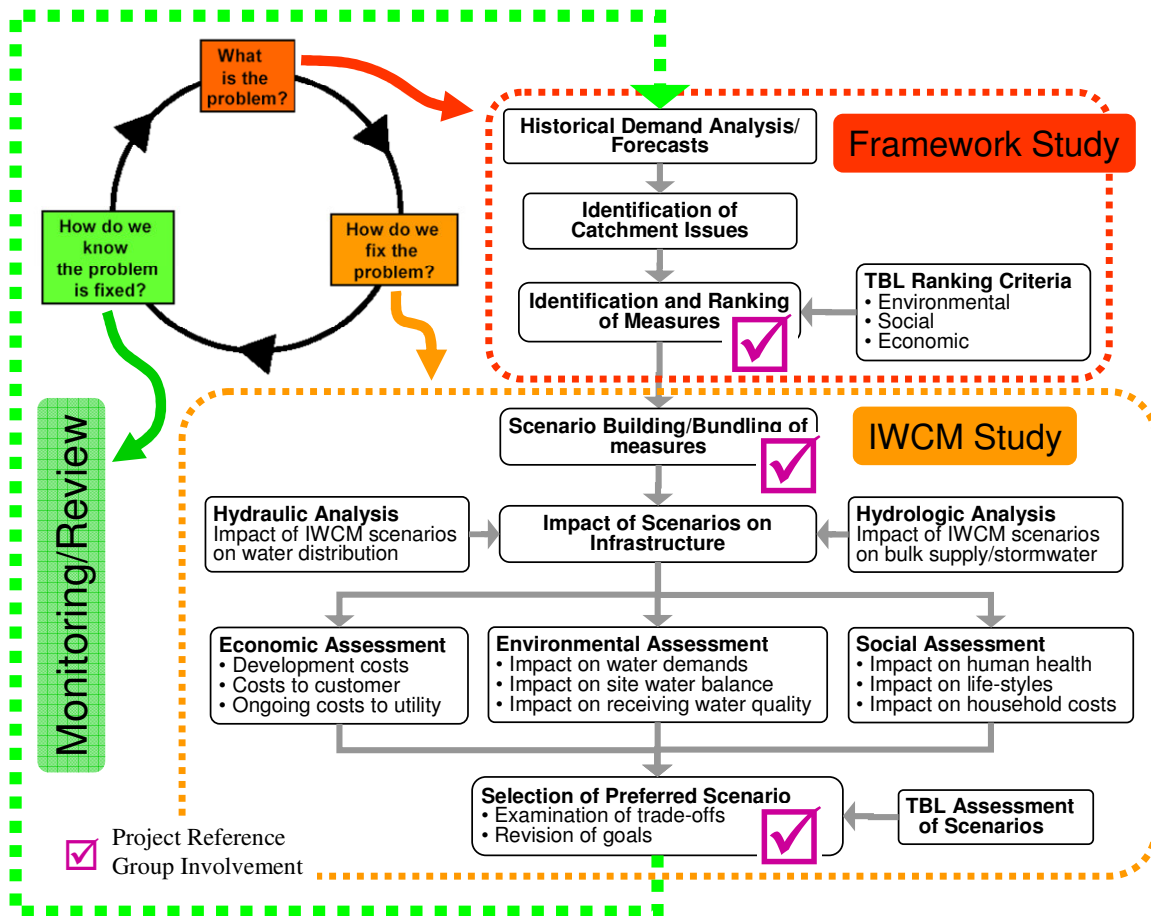 What
is the
problem?
How do we
know
the problem
is fixed?
How do we
fix the
problem?
Historical Demand Analysis/
Forecasts
Framework Study
Identification of
Catchment Issues
Identification and Ranking
of Measures
TBL Ranking Criteria
• Environmental
• Social
• Economic
Monitoring/Review
Scenario Building/Bundling of
measures
IWCM Study
Hydraulic Analysis
Impact of IWCM scenarios
on water distribution
Impact of Scenarios on
Infrastructure
Hydrologic Analysis
Impact of IWCM scenarios
on bulk supply/stormwater
Economic Assessment
• Development costs
• Costs to customer
• Ongoing costs to utility
Environmental Assessment
• Impact on water demands
• Impact on site water balance
• Impact on receiving water quality
Social Assessment
• Impact on human health
• Impact on life-styles
• Impact on household costs
Selection of Preferred Scenario
• Examination of trade-offs
• Revision of goals
TBL Assessment
of Scenarios
Project Reference
Group Involvement